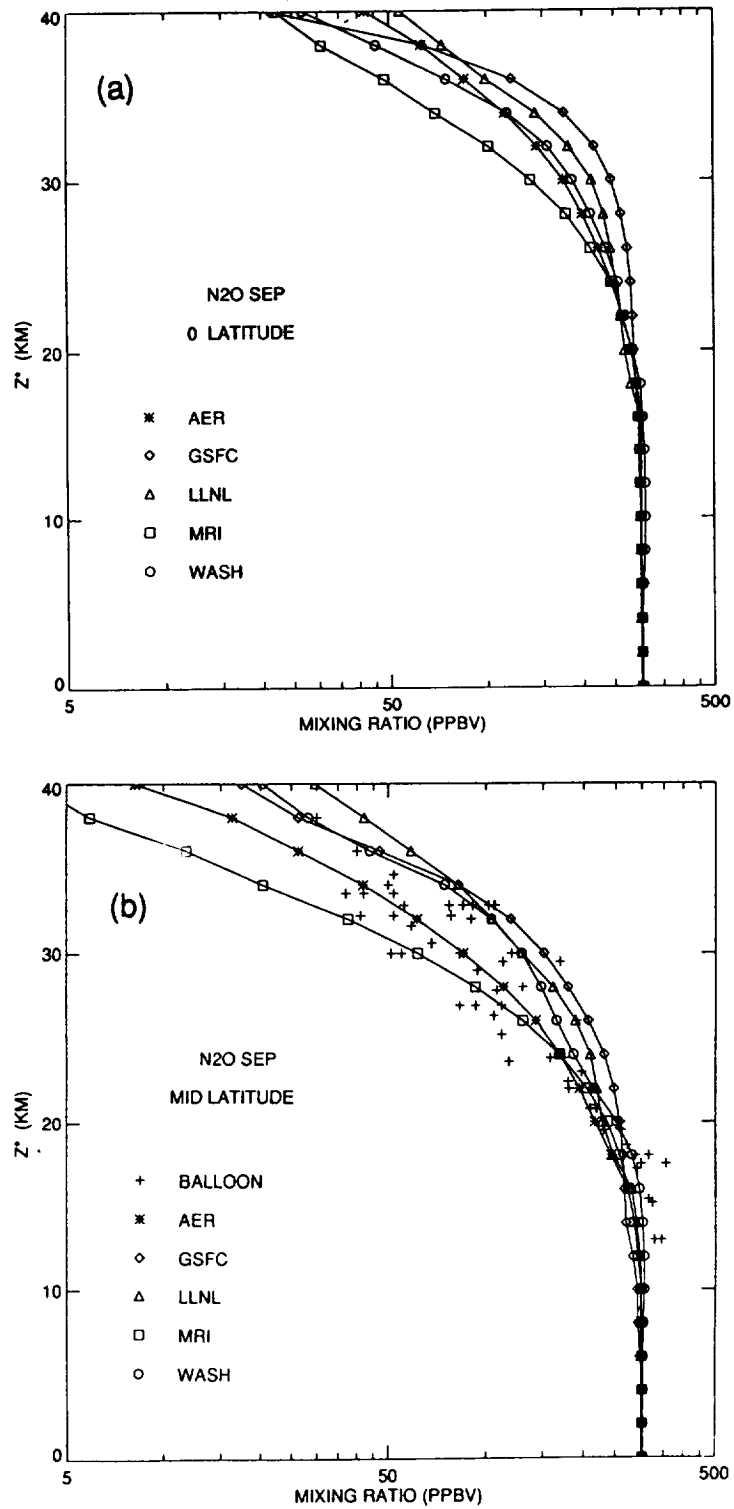 40
(a)
30
N2O SEP
0 LATITUDE
Z* (KM)
20
AER
GSFC
LLNL
10
MRI
WASH
0
5
50
500
MIXING RATIO (PPBV)
40
(b)
30
N2O SEP
MID LATITUDE
Z* (KM)
20
BALLOON
AER
GSFC
10
LLNL
MRI
WASH
0
5
50
500
MIXING RATIO (PPBV)